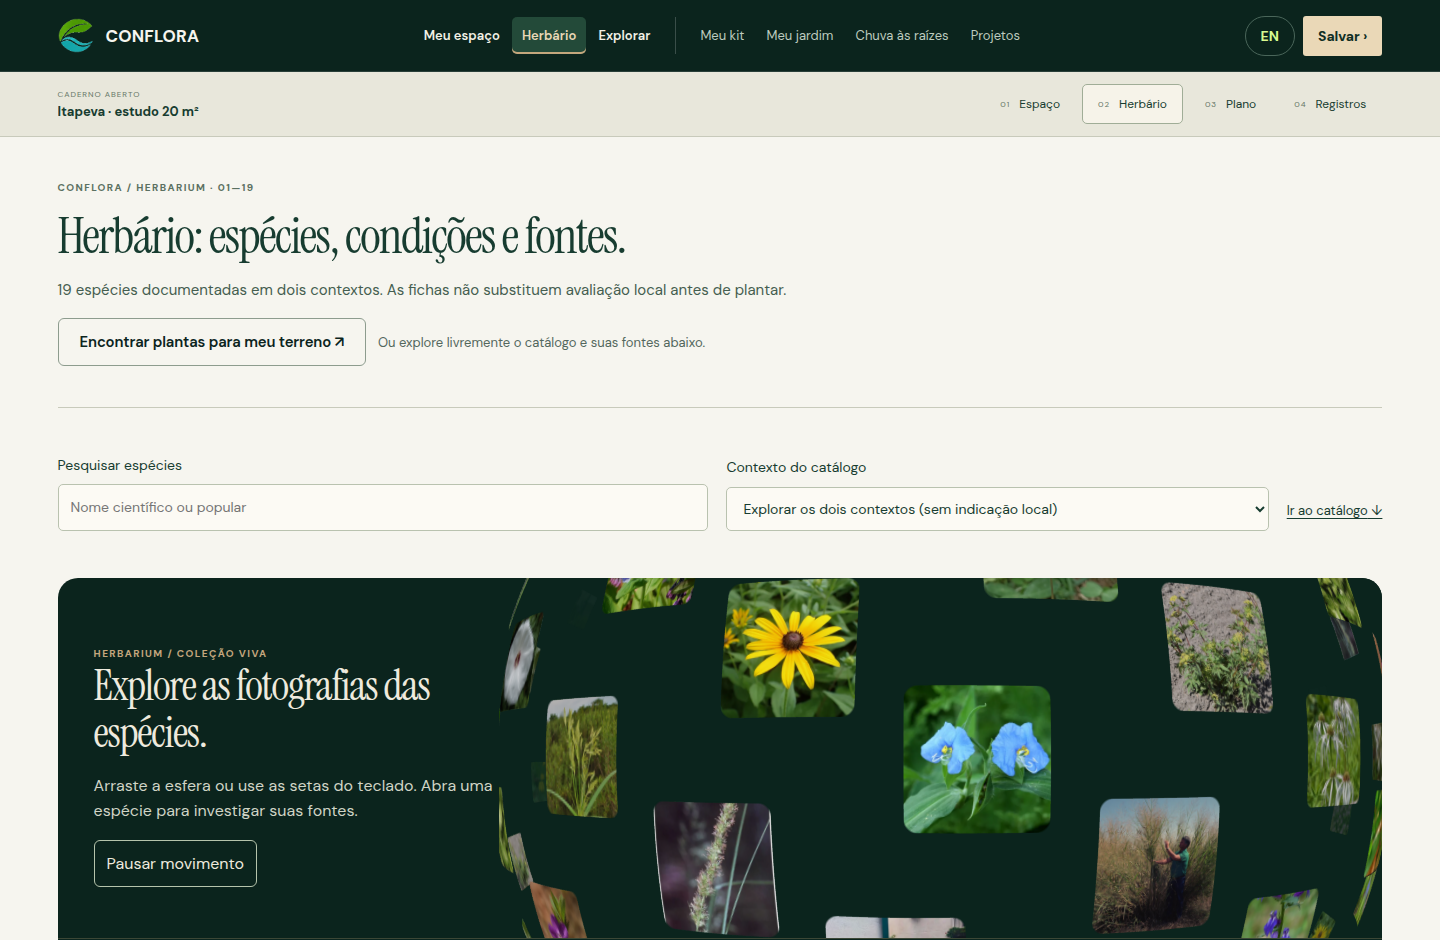 CONFLORA
Meu espaço
Herbário
Explorar
Meu kit
Meu jardim
Chuva às raízes
Projetos
EN
Salvar ›
CADERNO ABERTO
Itapeva · estudo 20 m²
01 Espaço
02 Herbário
03 Plano
04 Registros
CONFLORA / HERBARIUM · 01—19
Herbário: espécies, condições e fontes.
19 espécies documentadas em dois contextos. As fichas não substituem avaliação local antes de plantar.
Encontrar plantas para meu terreno ↗
Ou explore livremente o catálogo e suas fontes abaixo.
Pesquisar espécies
Nome científico ou popular
Contexto do catálogo
Explorar os dois contextos (sem indicação local)
Ir ao catálogo ↓
HERBARIUM / COLEÇÃO VIVA
Explore as fotografias das
espécies.
Arraste a esfera ou use as setas do teclado. Abra uma
espécie para investigar suas fontes.
Pausar movimento